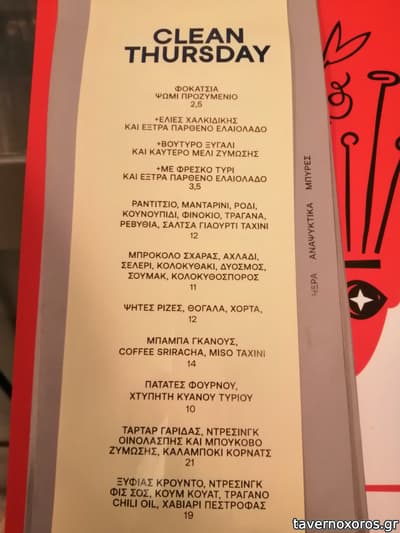 CLEAN
THURSDAY
ΦΟΚΑΤΣΙΑ
ΨΩΜΙ ΠΡΟΖΥΜΕΝΙΟ
2,5
+ΕΛΙΕΣ ΧΑΛΚΙΔΙΚΗΣ
ΚΑΙ ΕΞΤΡΑ ΠΑΡΘΕΝΟ ΕΛΑΙΟΛΑΔΟ
+ΒΟΥΤΥΡΟ ΞΥΓΑΛΙ
ΚΑΙ ΚΑΥΤΕΡΟ ΜΕΛΙ ΖΥΜΩΣΗΣ
+ΜΕ ΦΡΕΣΚΟ ΤΥΡΙ
ΚΑΙ ΕΞΤΡΑ ΠΑΡΘΕΝΟ ΕΛΑΙΟΛΑΔΟ
3,5
ΡΑΝΤΙΤΣΙΟ, ΜΑΝΤΑΡΙΝΙ, ΡΟΔΙ,
ΚΟΥΝΟΥΠΙΔΙ, ΦΙΝΟΚΙΟ, ΤΡΑΓΑΝΑ,
ΡΕΒΥΘΙΑ, ΣΑΛΤΣΑ ΓΙΑΟΥΡΤΙ ΤΑΧΙΝΙ
12
ΜΠΡΟΚΟΛΟ ΣΧΑΡΑΣ, ΑΧΛΑΔΙ,
ΣΕΛΕΡΙ, ΚΟΛΟΚΥΘΑΚΙ, ΔΥΟΣΜΟΣ,
ΣΟΥΜΑΚ, ΚΟΛΟΚΥΘΟΣΠΟΡΟΣ
11
ΨΗΤΕΣ ΡΙΖΕΣ, ΘΟΓΑΛΑ, ΧΟΡΤΑ,
12
ΜΠΑΜΠΑ ΓΚΑΝΟΥΣ,
COFFEE SRIRACHA, MISO ΤΑΧΙΝΙ
14
ΠΑΤΑΤΕΣ ΦΟΥΡΝΟΥ,
ΧΤΥΠΗΤΗ ΚΥΑΝΟΥ ΤΥΡΙΟΥ
10
ΤΑΡΤΑΡ ΓΑΡΙΔΑΣ, ΝΤΡΕΣΙΝΓΚ
ΟΙΝΟΛΑΣΠΗΣ ΚΑΙ ΜΠΟΥΚΟΒΟ
ΖΥΜΩΣΗΣ, ΚΑΛΑΜΠΟΚΙ ΚΟΡΝΑΤΣ
21
ΞΥΦΙΑΣ ΚΡΟΥΝΤΟ, ΝΤΡΕΣΙΝΓΚ
ΦΙΣ ΣΟΣ, ΚΟΥΜ ΚΟΥΑΤ, ΤΡΑΓΑΝΟ
CHILI OIL, ΧΑΒΙΑΡΙ ΠΕΣΤΡΟΦΑΣ
19
ΑΝΑΨΥΚΤΙΚΑ ΜΠΥΡΕΣ
tavernoxoros.gr